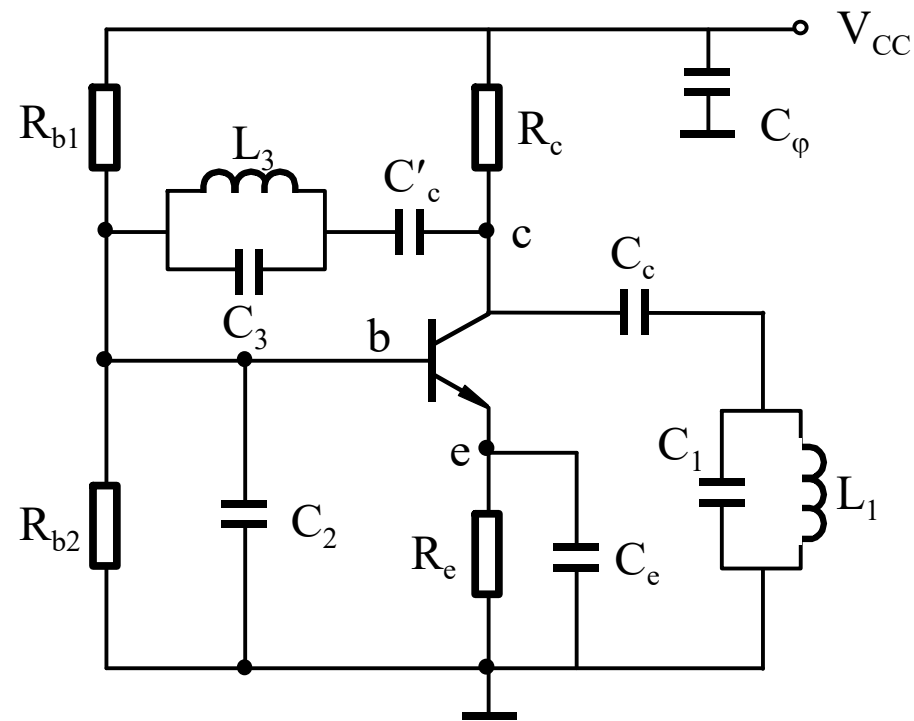 V_CC
R_b1
L_3
R_c
C_φ
C'_c
c
C_c
C_3
b
C_1
e
L_1
R_b2
C_2
R_e
C_e